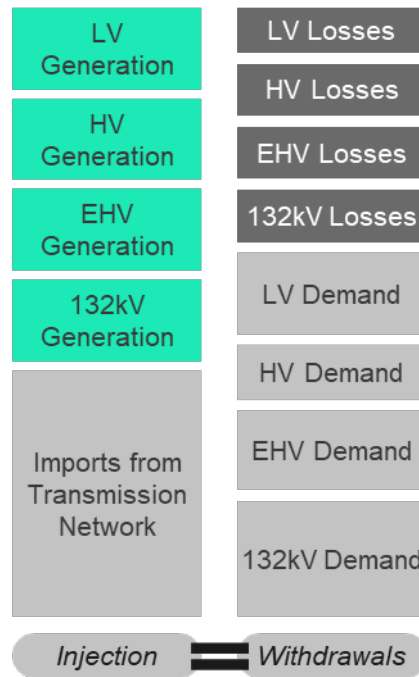 LV
Generation
HV
Generation
EHV
Generation
132kV
Generation
Imports from
Transmission
Network
Injection
LV Losses
HV Losses
EHV Losses
132kV Losses
LV Demand
HV Demand
EHV Demand
132kV Demand
Withdrawals